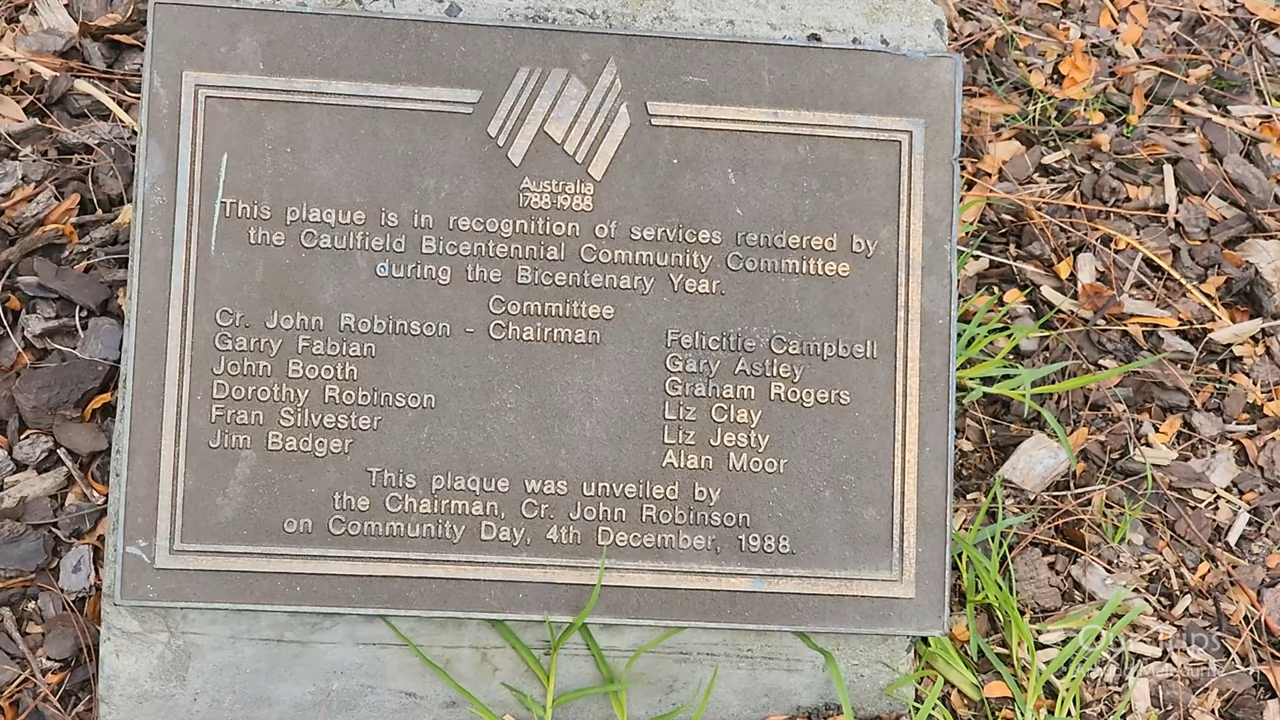 Australia
1788-1988
This plaque is in recognition of services rendered by
the Caulfield Bicentennial Community Committee
during the Bicentenary Year.
Committee
Cr. John Robinson - Chairman
Garry Fabian
John Booth
Dorothy Robinson
Fran Silvester
Jim Badger
Felicitie Campbell
Gary Astley
Graham Rogers
Liz Clay
Liz Jesty
Alan Moor
This plaque was unveiled by
the Chairman, Cr. John Robinson
on Community Day, 4th December, 1988.